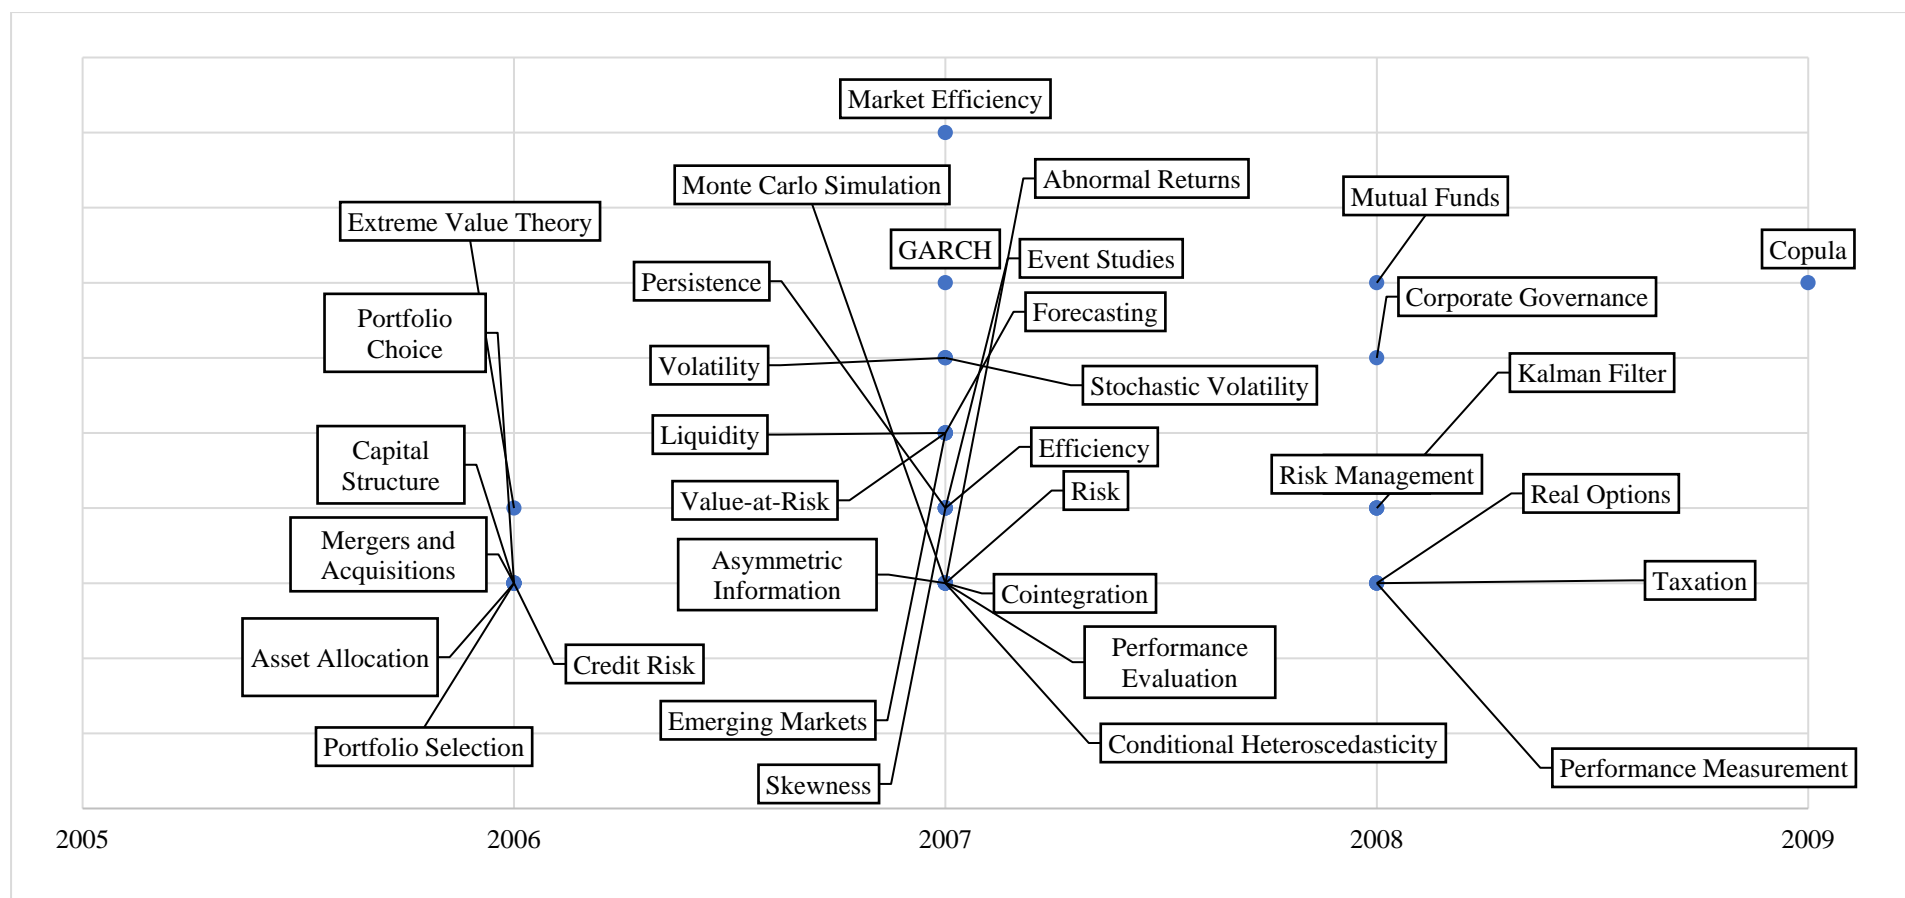 Market Efficiency
Monte Carlo Simulation
Abnormal Returns
Mutual Funds
Extreme Value Theory
GARCH
Event Studies
Copula
Persistence
Corporate Governance
Forecasting
Portfolio
Choice
Volatility
Stochastic Volatility
Kalman Filter
Liquidity
Efficiency
Capital
Structure
Risk Management
Value-at-Risk
Risk
Real Options
Mergers and
Acquisitions
Asymmetric
Information
Cointegration
Taxation
Asset Allocation
Credit Risk
Performance
Evaluation
Emerging Markets
Portfolio Selection
Conditional Heteroscedasticity
Performance Measurement
Skewness
2005
2006
2007
2008
2009